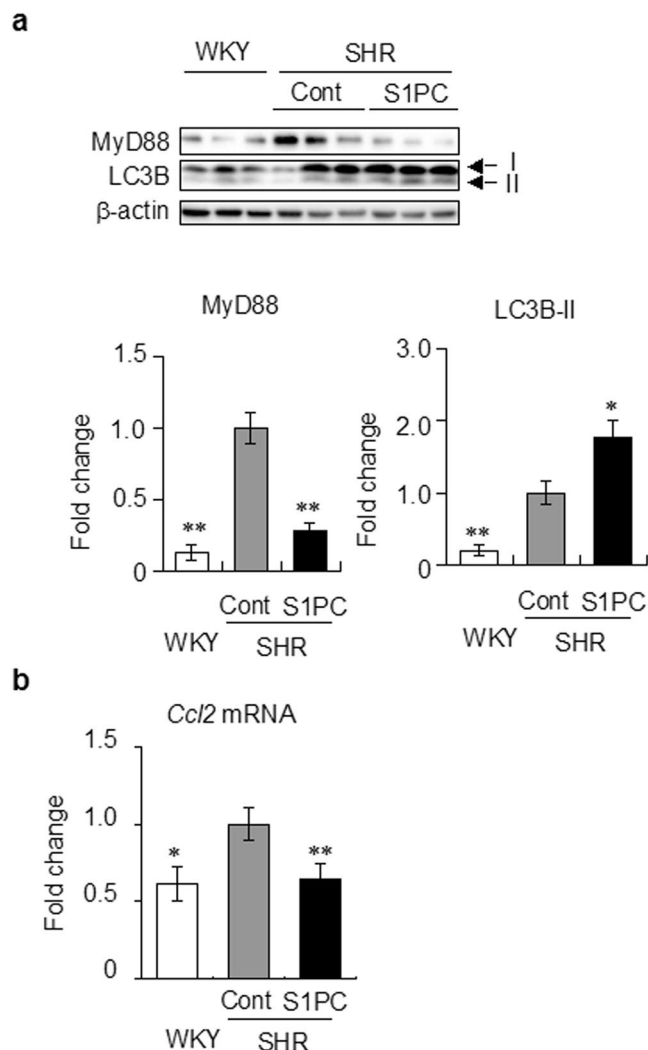 a
WKY SHR
Cont S1PC
MyD88
LC3B I
II
β-actin
MyD88 LC3B-II
Fold change 1.5 1.0 0.5 0 ** **
Fold change 3.0 2.0 1.0 0 ** *
Cont S1PC Cont S1PC
WKY SHR WKY SHR
b
Ccl2 mRNA
Fold change 1.5 1.0 0.5 0 * **
Cont S1PC
WKY SHR